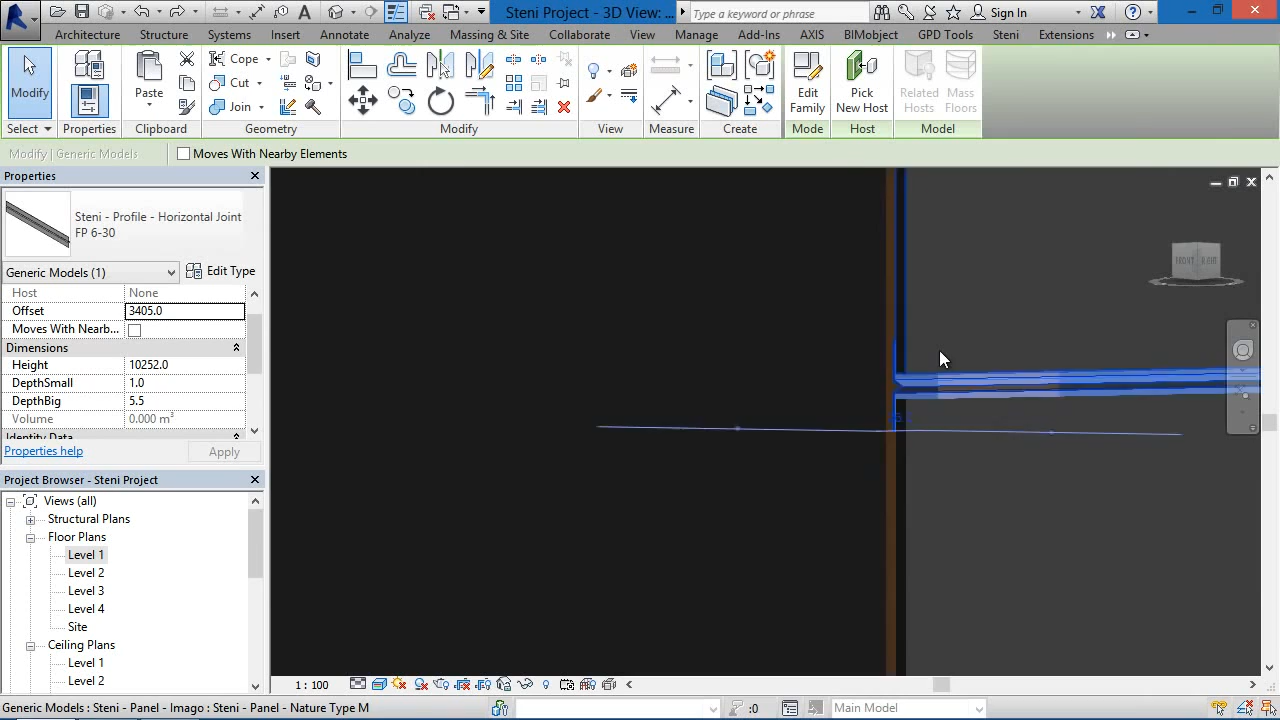 Steni Project - 3D View: ...
Type a keyword or phrase
Sign In
Architecture Structure Systems Insert Annotate Analyze Massing & Site Collaborate View Manage Add-Ins AXIS BIMobject GPD Tools Steni Extensions
Modify
Paste
Cope
Cut
Join
Edit Family
Pick New Host
Related Hosts
Mass Floors
Select Properties Clipboard Geometry Modify View Measure Create Mode Host Model
Modify | Generic Models
Moves With Nearby Elements
Properties
Steni - Profile - Horizontal Joint
FP 6-30
Generic Models (1)
Edit Type
Host None
Offset 3405.0
Moves With Nearb...
Dimensions
Height 10252.0
DepthSmall 1.0
DepthBig 5.5
Volume 0.000 m³
Identity Data
Properties help
Apply
Project Browser - Steni Project
Views (all)
Structural Plans
Floor Plans
Level 1
Level 2
Level 3
Level 4
Site
Ceiling Plans
Level 1
Level 2
FRONT
1 : 100
Generic Models : Steni - Panel - Imago : Steni - Panel - Nature Type M
:0
Main Model